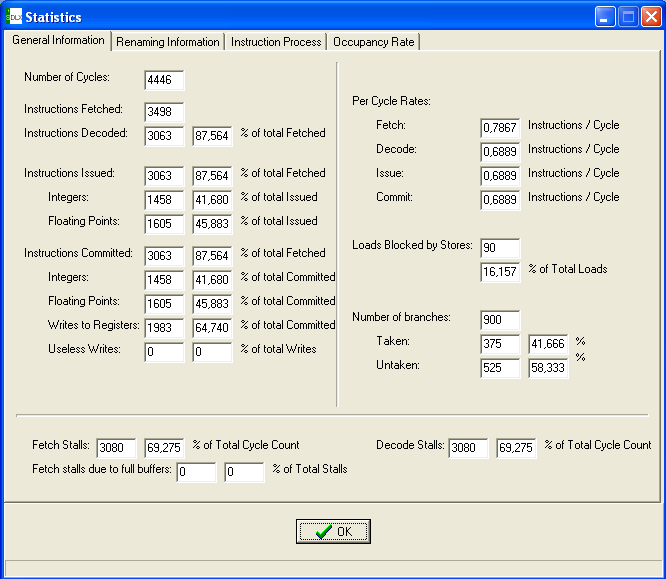 DLX Statistics
General Information Renaming Information Instruction Process Occupancy Rate
Number of Cycles: 4446
Instructions Fetched: 3498
Instructions Decoded: 3063 87,564 % of total Fetched
Instructions Issued: 3063 87,564 % of total Fetched
Integers: 1458 41,680 % of total Issued
Floating Points: 1605 45,883 % of total Issued
Instructions Committed: 3063 87,564 % of total Fetched
Integers: 1458 41,680 % of total Committed
Floating Points: 1605 45,883 % of total Committed
Writes to Registers: 1983 64,740 % of total Committed
Useless Writes: 0 0 % of total Writes
Per Cycle Rates:
Fetch: 0,7867 Instructions / Cycle
Decode: 0,6889 Instructions / Cycle
Issue: 0,6889 Instructions / Cycle
Commit: 0,6889 Instructions / Cycle
Loads Blocked by Stores: 90
16,157 % of Total Loads
Number of branches: 900
Taken: 375 41,666 %
Untaken: 525 58,333 %
Fetch Stalls: 3080 69,275 % of Total Cycle Count
Decode Stalls: 3080 69,275 % of Total Cycle Count
Fetch stalls due to full buffers: 0 0 % of Total Stalls
OK